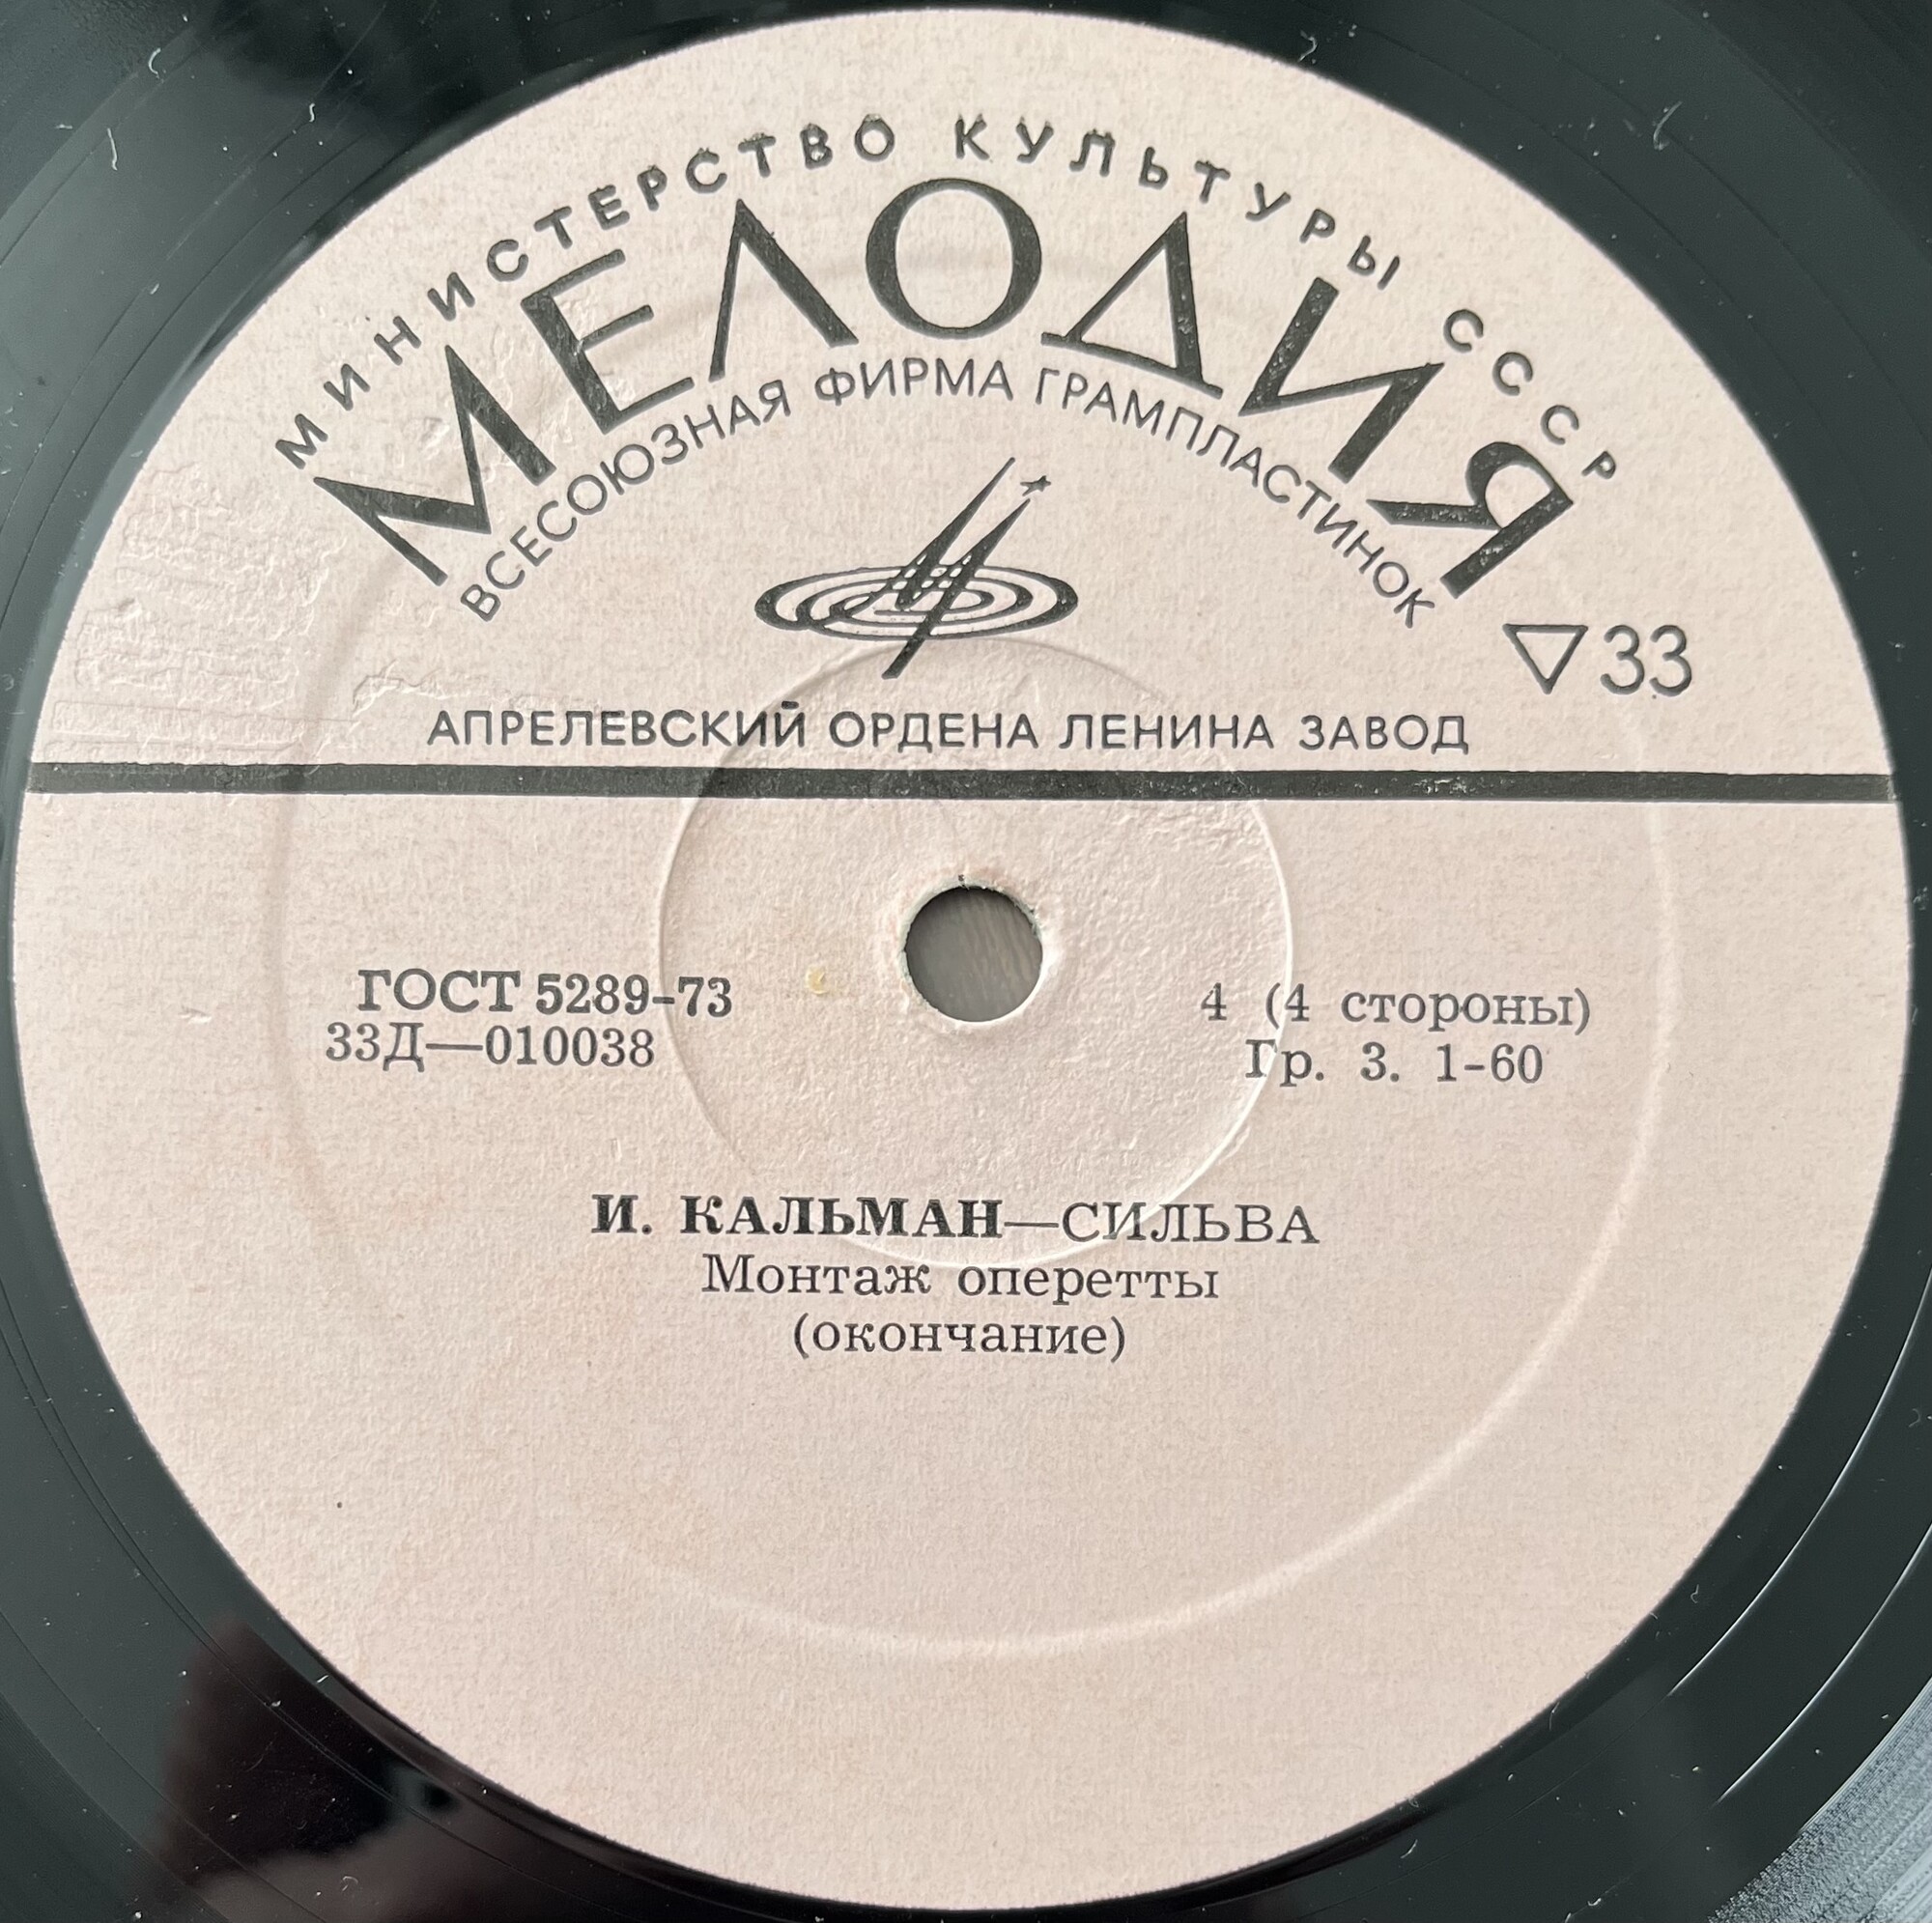 МИНИСТЕРСТВО КУЛЬТУРЫ СССР
МЕЛОДИЯ
ВСЕСОЮЗНАЯ ФИРМА ГРАМПЛАСТИНОК
▽33
АПРЕЛЕВСКИЙ ОРДЕНА ЛЕНИНА ЗАВОД
ГОСТ 5289-73
33Д—010038
4 (4 стороны)
Гр. 3. 1-60
И. КАЛЬМАН—СИЛЬВА
Монтаж оперетты
(окончание)